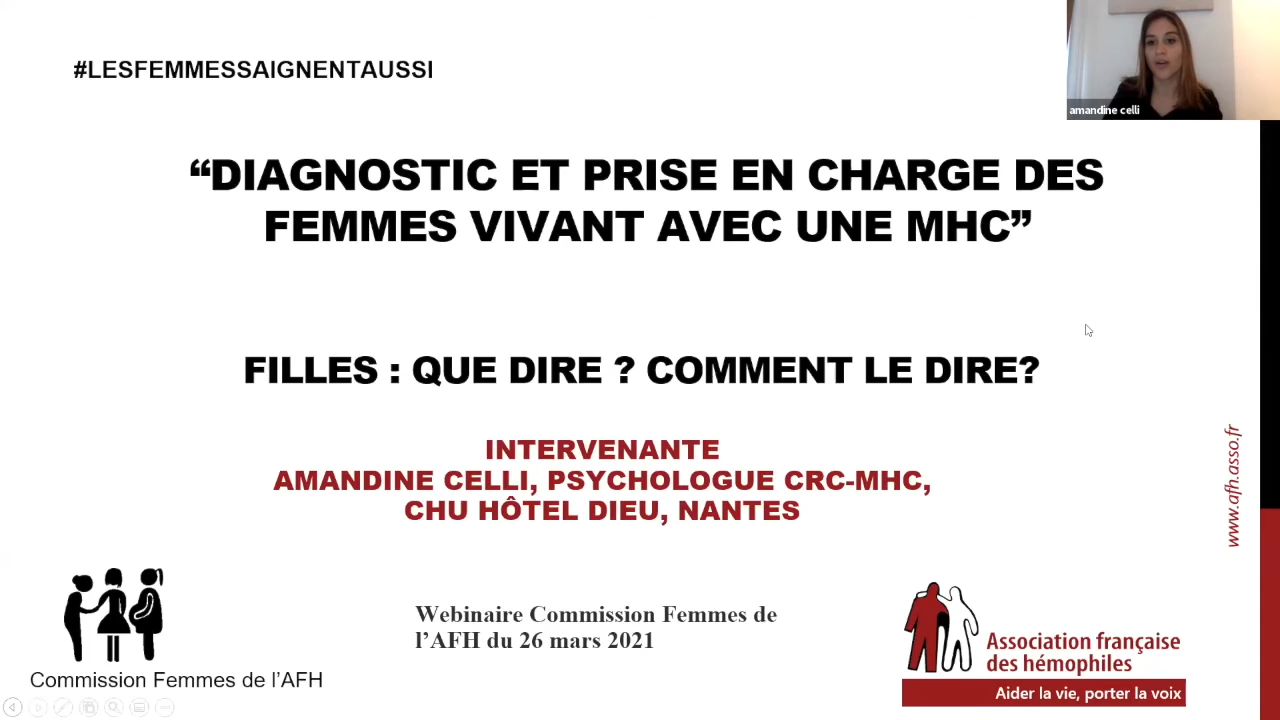 #LESFEMMESSAIGNENTAUSSI
amandine celli
“DIAGNOSTIC ET PRISE EN CHARGE DES
FEMMES VIVANT AVEC UNE MHC”
FILLES : QUE DIRE ? COMMENT LE DIRE?
INTERVENANTE
AMANDINE CELLI, PSYCHOLOGUE CRC-MHC,
CHU HÔTEL DIEU, NANTES
www.afh.asso.fr
Webinaire Commission Femmes de
l’AFH du 26 mars 2021
Commission Femmes de l’AFH
Association française
des hémophiles
Aider la vie, porter la voix